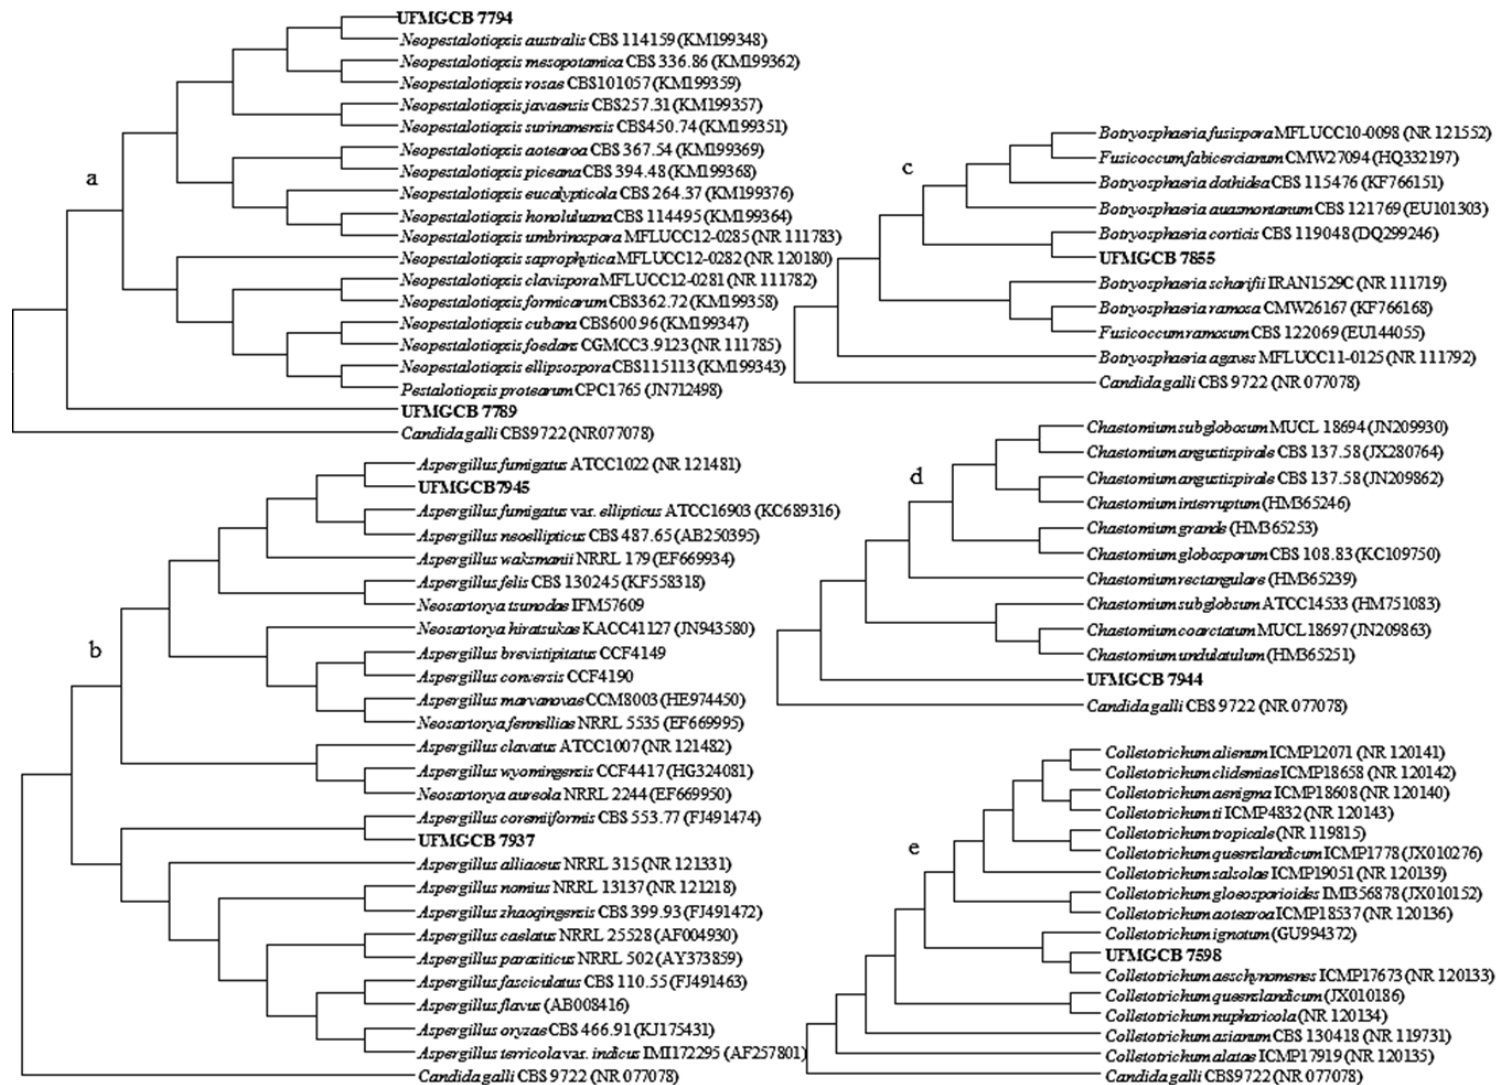 a
UFMGCB 7794
Neopestalotiopsis australis CBS 114159 (KM199348)
Neopestalotiopsis mesopotamica CBS 336.86 (KM199362)
Neopestalotiopsis rosae CBS101057 (KM199359)
Neopestalotiopsis javaensis CBS257.31 (KM199357)
Neopestalotiopsis surinamensis CBS450.74 (KM199351)
Neopestalotiopsis aotearoa CBS 367.54 (KM199369)
Neopestalotiopsis piceana CBS 394.48 (KM199368)
Neopestalotiopsis eucalypticola CBS 264.37 (KM199376)
Neopestalotiopsis honoluluana CBS 114495 (KM199364)
Neopestalotiopsis umbrinospora MFLUCC12-0285 (NR 111783)
Neopestalotiopsis saprophytica MFLUCC12-0282 (NR 120180)
Neopestalotiopsis clavispora MFLUCC12-0281 (NR 111782)
Neopestalotiopsis formicarum CBS362.72 (KM199358)
Neopestalotiopsis cubana CBS600.96 (KM199347)
Neopestalotiopsis foedans CGMCC3.9123 (NR 111785)
Neopestalotiopsis ellipsospora CBS115113 (KM199343)
Pestalotiopsis protearum CPC1765 (JN712498)
UFMGCB 7789
Candida galli CBS9722 (NR077078)
b
Aspergillus fumigatus ATCC1022 (NR 121481)
UFMGCB7945
Aspergillus fumigatus var. ellipticus ATCC16903 (KC689316)
Aspergillus neoellipticus CBS 487.65 (AB250395)
Aspergillus waksmanii NRRL 179 (EF669934)
Aspergillus felis CBS 130245 (KF558318)
Neosartorya tsunodae IFM57609
Neosartorya hiratsukae KACC41127 (JN943580)
Aspergillus brevistipitatus CCF4149
Aspergillus conversis CCF4190
Aspergillus marvanovae CCM8003 (HE974450)
Neosartorya fennelliae NRRL 5535 (EF669995)
Aspergillus clavatus ATCC1007 (NR 121482)
Aspergillus wyomingensis CCF4417 (HG324081)
Neosartorya aureola NRRL 2244 (EF669950)
Aspergillus coremiiformis CBS 553.77 (FJ491474)
UFMGCB 7937
Aspergillus alliaceus NRRL 315 (NR 121331)
Aspergillus nomius NRRL 13137 (NR 121218)
Aspergillus zhaoqingensis CBS 399.93 (FJ491472)
Aspergillus caelatus NRRL 25528 (AF004930)
Aspergillus parasiticus NRRL 502 (AY373859)
Aspergillus fasciculatus CBS 110.55 (FJ491463)
Aspergillus flavus (AB008416)
Aspergillus oryzae CBS 466.91 (KJ175431)
Aspergillus terricola var. indicus IMI172295 (AF257801)
Candida galli CBS 9722 (NR 077078)
c
Botryosphaeria fusispora MFLUCC10-0098 (NR 121552)
Fusicoccum fabicercianum CMW27094 (HQ332197)
Botryosphaeria dothidea CBS 115476 (KF766151)
Botryosphaeria auasmontanum CBS 121769 (EU101303)
Botryosphaeria corticis CBS 119048 (DQ299246)
UFMGCB 7855
Botryosphaeria scharifii IRAN1529C (NR 111719)
Botryosphaeria ramosa CMW26167 (KF766168)
Fusicoccum ramosum CBS 122069 (EU144055)
Botryosphaeria agaves MFLUCC11-0125 (NR 111792)
Candida galli CBS 9722 (NR 077078)
d
Chaetomium subglobosum MUCL 18694 (JN209930)
Chaetomium angustispirale CBS 137.58 (JX280764)
Chaetomium angustispirale CBS 137.58 (JN209862)
Chaetomium interruptum (HM365246)
Chaetomium grande (HM365253)
Chaetomium globosporum CBS 108.83 (KC109750)
Chaetomium rectangulare (HM365239)
Chaetomium subglobsum ATCC14533 (HM751083)
Chaetomium coarctatum MUCL18697 (JN209863)
Chaetomium undulatulum (HM365251)
UFMGCB 7944
Candida galli CBS 9722 (NR 077078)
e
Colletotrichum alienum ICMP12071 (NR 120141)
Colletotrichum clidemiae ICMP18658 (NR 120142)
Colletotrichum aenigma ICMP18608 (NR 120140)
Colletotrichum ti ICMP4832 (NR 120143)
Colletotrichum tropicale (NR 119815)
Colletotrichum queenslandicum ICMP1778 (JX010276)
Colletotrichum salsolae ICMP19051 (NR 120139)
Colletotrichum gloeosporioides IMI356878 (JX010152)
Colletotrichum aotearoa ICMP18537 (NR 120136)
Colletotrichum ignotum (GU994372)
UFMGCB 7598
Colletotrichum aeschynomenes ICMP17673 (NR 120133)
Colletotrichum queenslandicum (JX010186)
Colletotrichum nupharicola (NR 120134)
Colletotrichum asianum CBS 130418 (NR 119731)
Colletotrichum alatae ICMP17919 (NR 120135)
Candida galli CBS9722 (NR 077078)